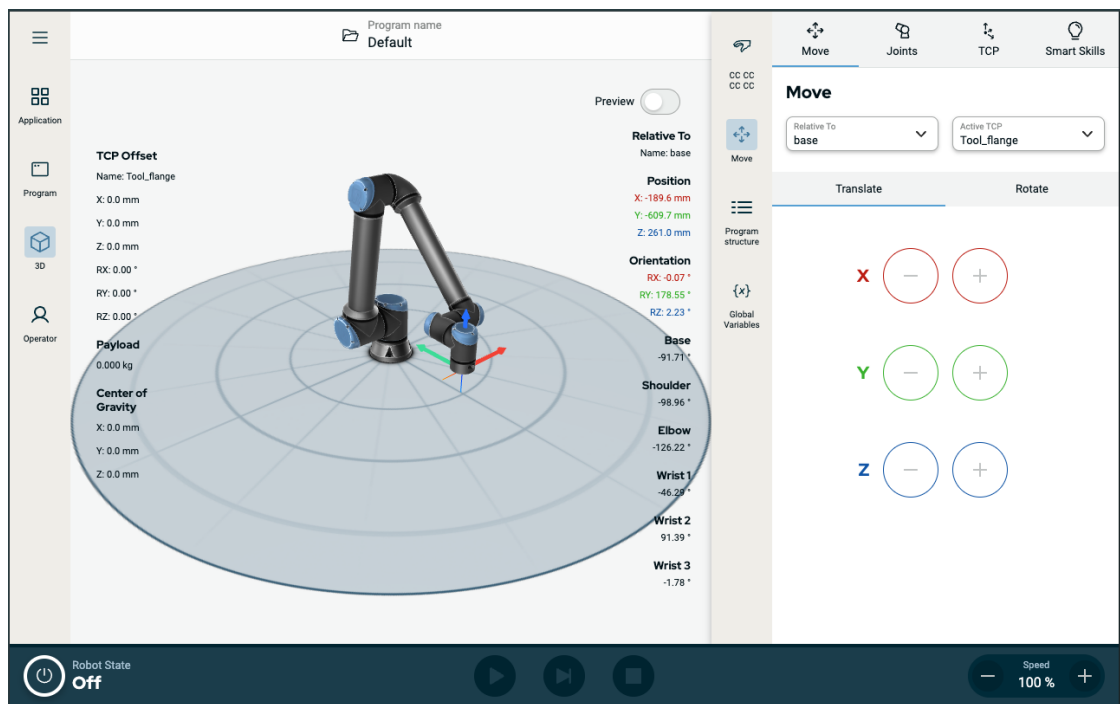 Program name
Default
Application
Program
3D
Operator
Preview
TCP Offset
Name: Tool_flange
X: 0.0 mm
Y: 0.0 mm
Z: 0.0 mm
RX: 0.00 °
RY: 0.00 °
RZ: 0.00 °
Payload
0.000 kg
Center of
Gravity
X: 0.0 mm
Y: 0.0 mm
Z: 0.0 mm
Relative To
Name: base
Position
X: -189.6 mm
Y: -609.7 mm
Z: 261.0 mm
Orientation
RX: -0.07 °
RY: 178.55 °
RZ: 2.23 °
Base
-91.71 °
Shoulder
-98.96 °
Elbow
-126.22 °
Wrist 1
-46.29 °
Wrist 2
91.39 °
Wrist 3
-1.78 °
CC CC
CC CC
Move
Program
structure
{x}
Global
Variables
Move
Joints
TCP
Smart Skills
Move
Relative To
base
Active TCP
Tool_flange
Translate
Rotate
X − +
Y − +
Z − +
Robot State
Off
Speed
− 100 % +